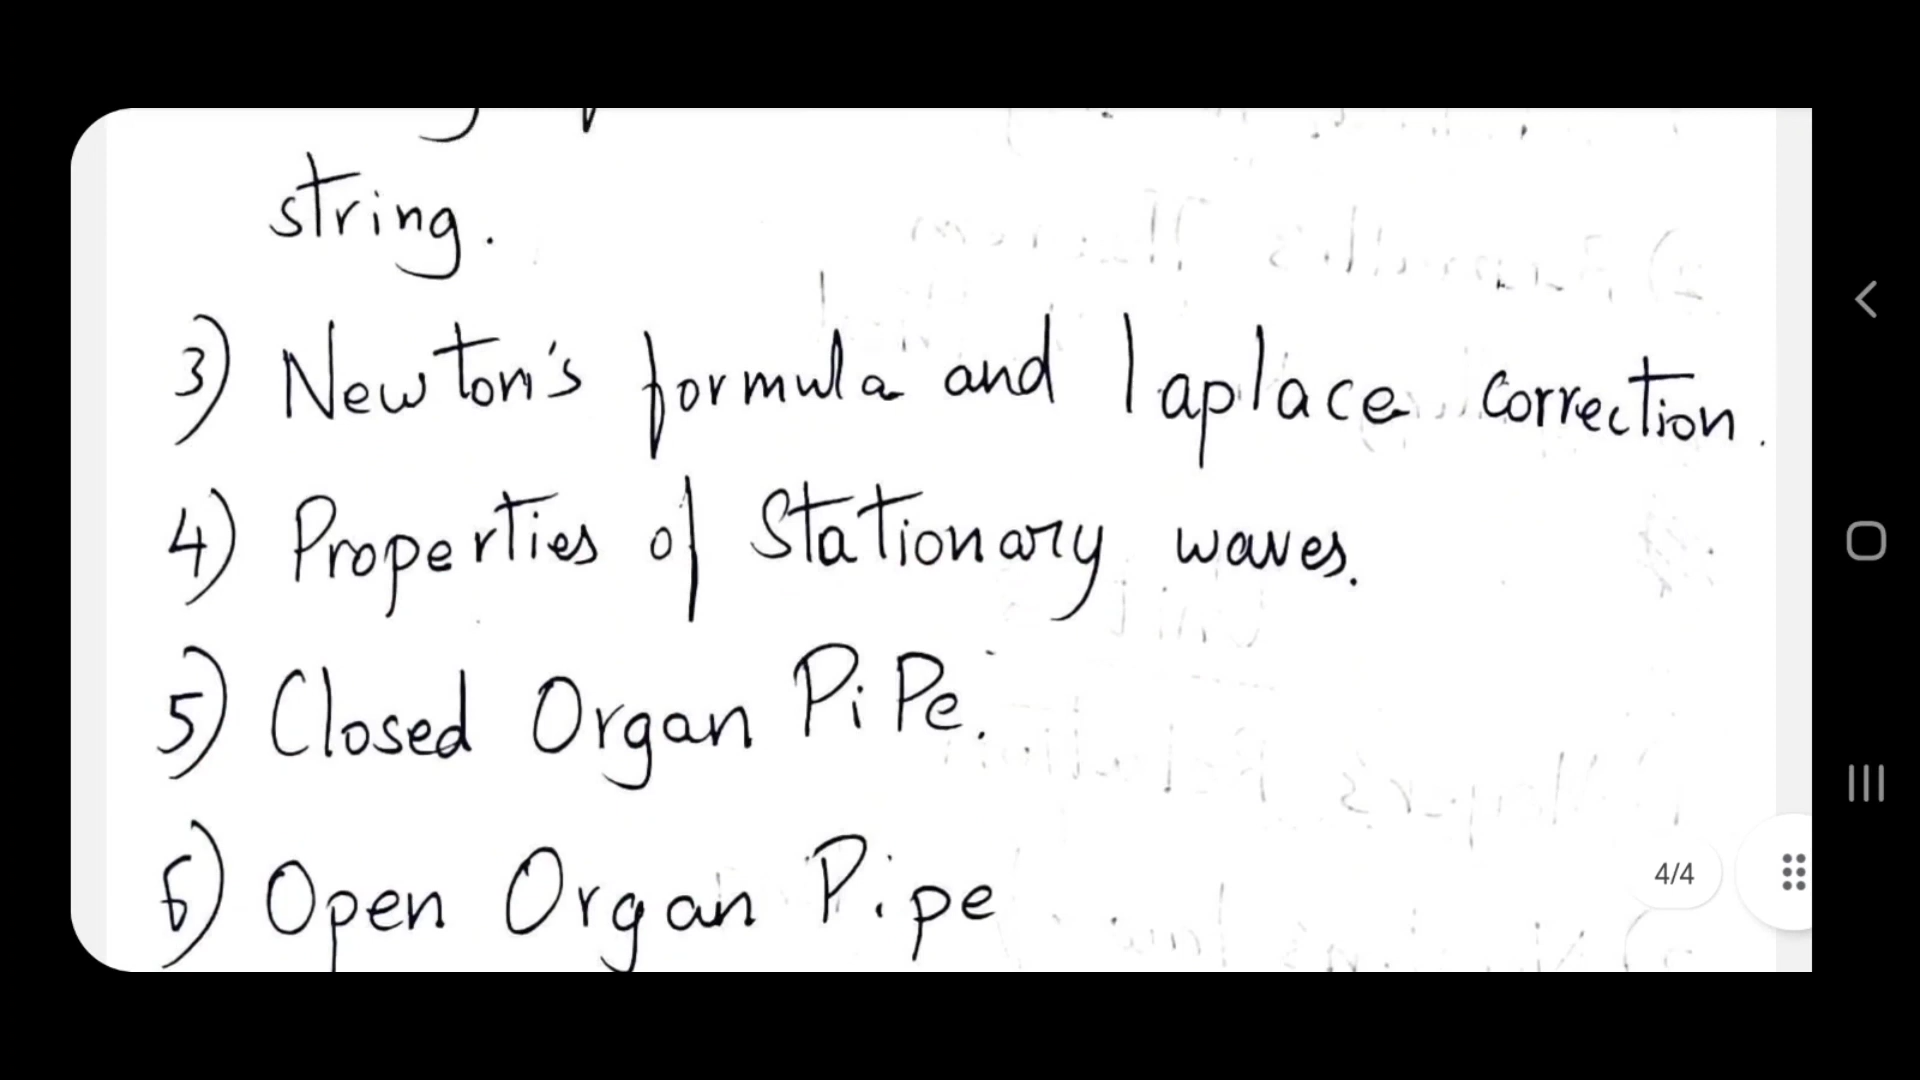 string.
3) Newton's formula and laplace correction.
4) Properties of Stationary waves.
5) Closed Organ PiPe.
6) Open Organ Pipe
4/4